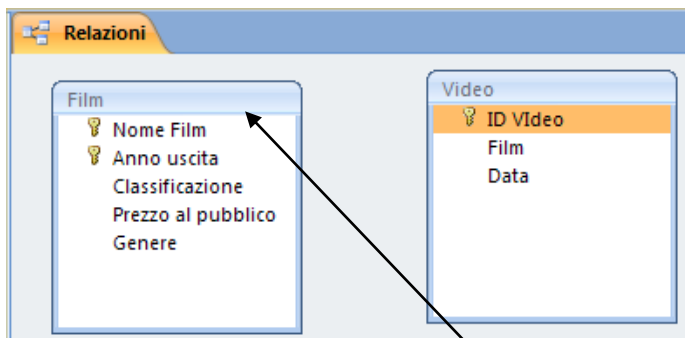 Relazioni
Film
Nome Film
Anno uscita
Classificazione
Prezzo al pubblico
Genere
Video
ID VIdeo
Film
Data